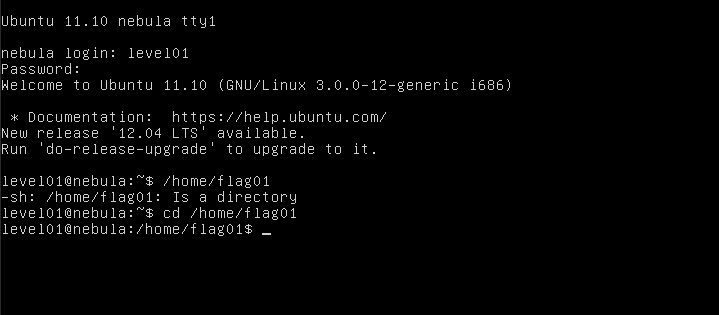 Ubuntu 11.10 nebula tty1
nebula login: level01
Password:
Welcome to Ubuntu 11.10 (GNU/Linux 3.0.0-12-generic i686)
* Documentation:  https://help.ubuntu.com/
New release '12.04 LTS' available.
Run 'do-release-upgrade' to upgrade to it.
level01@nebula:~$ /home/flag01
-sh: /home/flag01: Is a directory
level01@nebula:~$ cd /home/flag01
level01@nebula:/home/flag01$ _